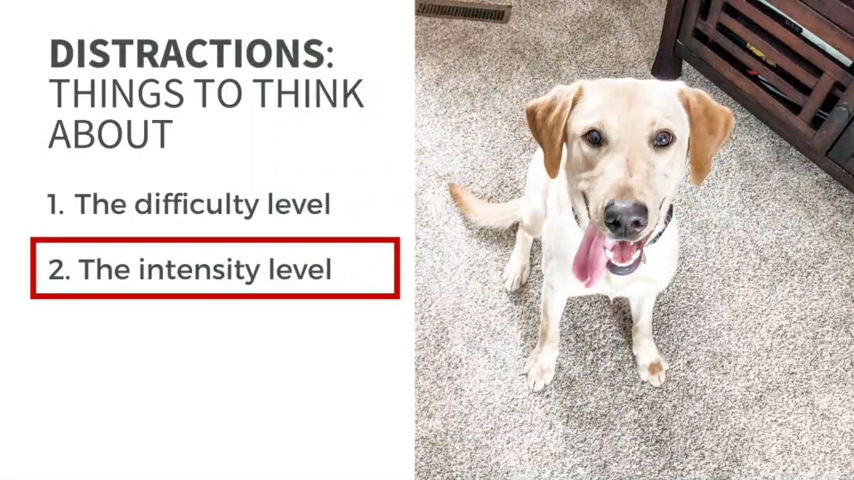 DISTRACTIONS:
THINGS TO THINK
ABOUT
1. The difficulty level
2. The intensity level